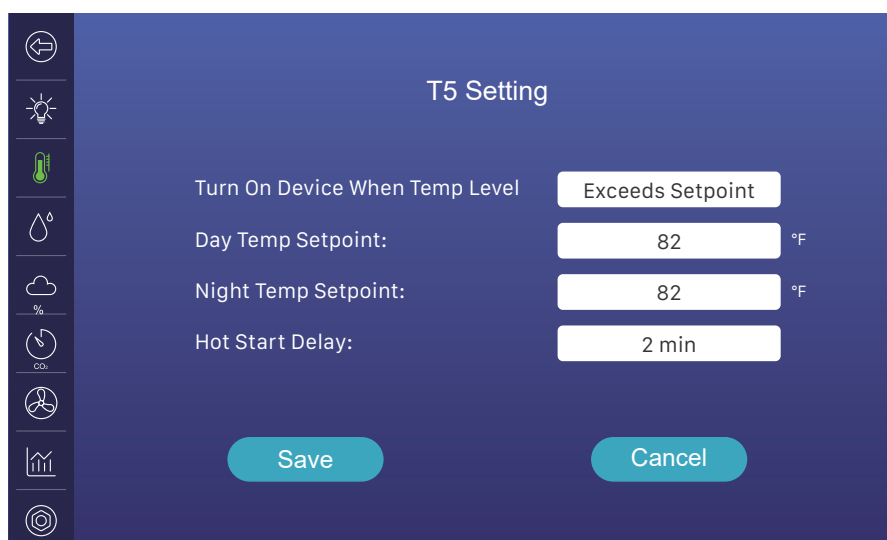 T5 Setting
Turn On Device When Temp Level Exceeds Setpoint
Day Temp Setpoint: 82 °F
Night Temp Setpoint: 82 °F
Hot Start Delay: 2 min
%
CO₂
Save Cancel